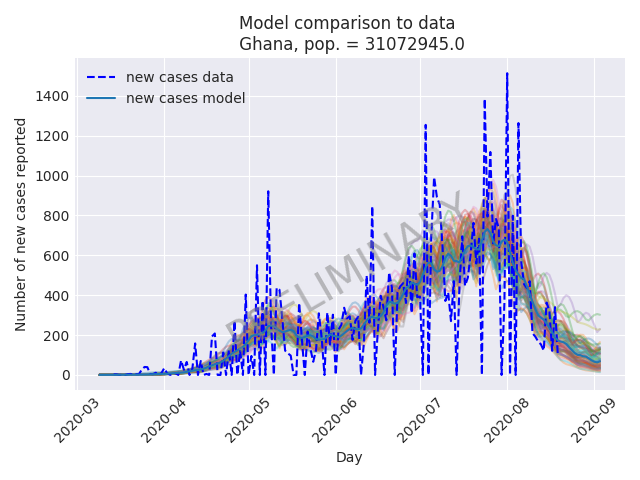 Model comparison to data
Ghana, pop. = 31072945.0
new cases data
new cases model
1400
1200
1000
800
600
400
200
0
Number of new cases reported
PRELIMINARY
2020-03
2020-04
2020-05
2020-06
2020-07
2020-08
2020-09
Day